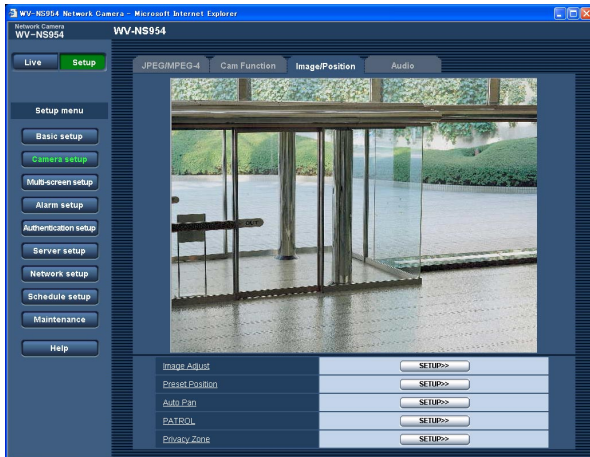 WV-NS954 Network Camera - Microsoft Internet Explorer
Network Camera
WV-NS954
WV-NS954
Live
Setup
JPEG/MPEG-4
Cam Function
Image/Position
Audio
Setup menu
Basic setup
Camera setup
Multi-screen setup
Alarm setup
Authentication setup
Server setup
Network setup
Schedule setup
Maintenance
Help
OUT
Image Adjust
SETUP>>
Preset Position
SETUP>>
Auto Pan
SETUP>>
PATROL
SETUP>>
Privacy Zone
SETUP>>